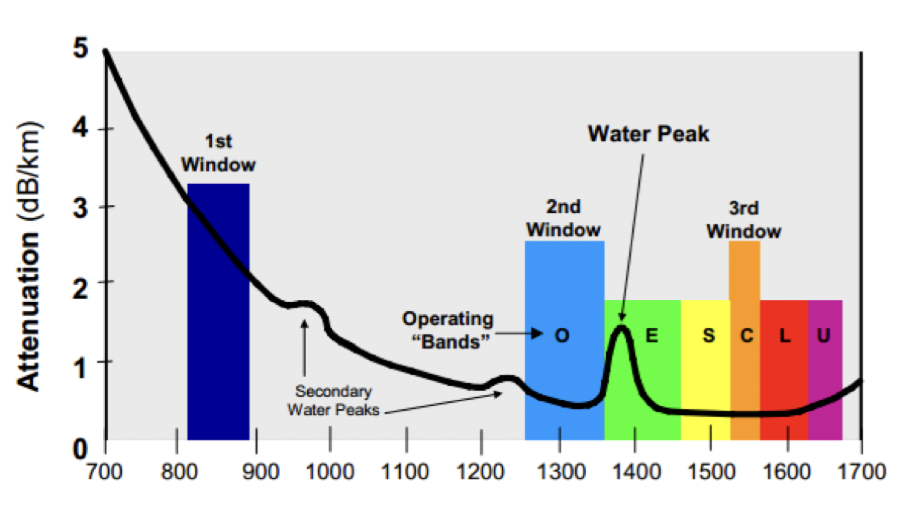 5
4
3
2
1
0
Attenuation (dB/km)
1st
Window
2nd
Window
Water Peak
3rd
Window
Operating
“Bands”
O
E
S
C
L
U
Secondary
Water Peaks
700
800
900
1000
1100
1200
1300
1400
1500
1600
1700